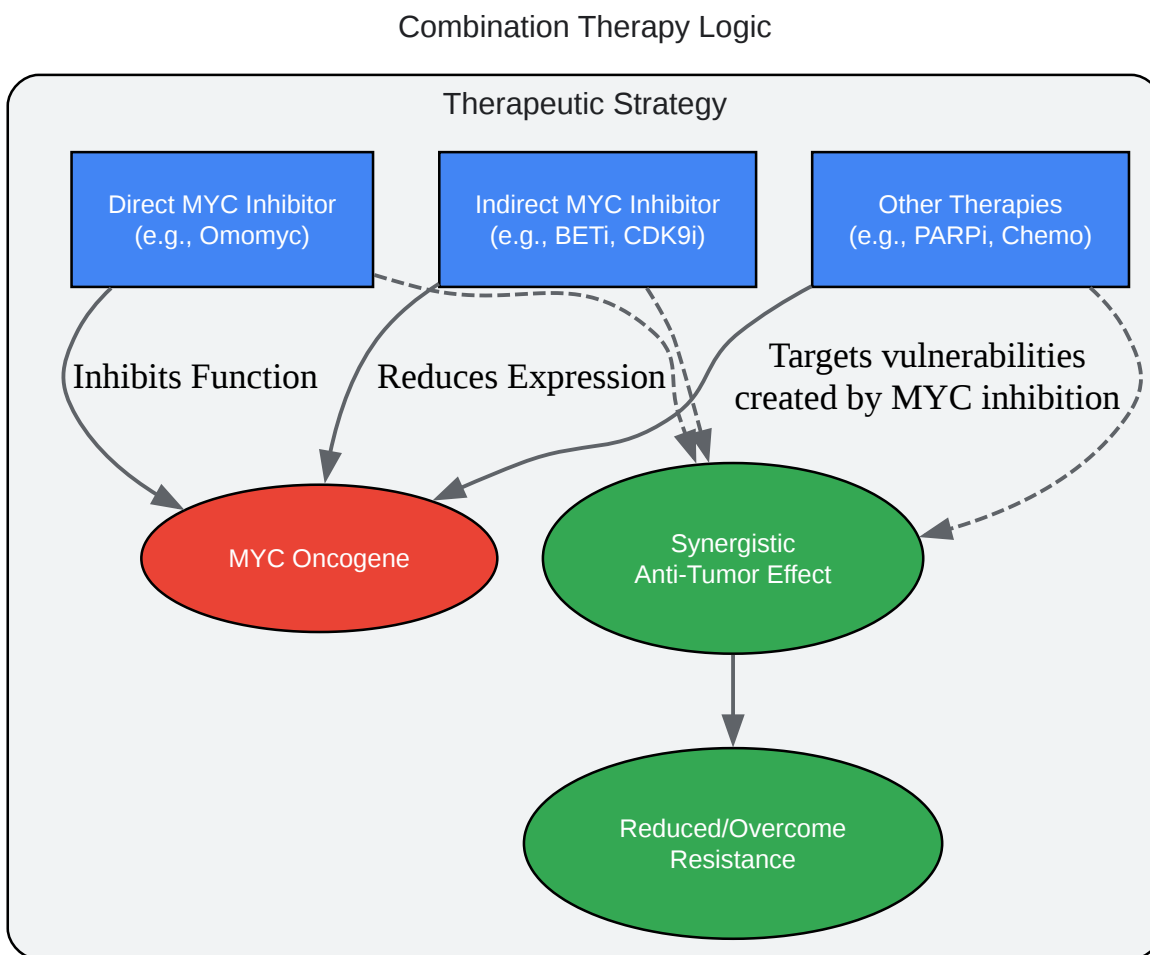 Combination Therapy Logic
Therapeutic Strategy
Direct MYC Inhibitor
(e.g., Omomyc)
Indirect MYC Inhibitor
(e.g., BETi, CDK9i)
Other Therapies
(e.g., PARPi, Chemo)
Inhibits Function
Reduces Expression
Targets vulnerabilities
created by MYC inhibition
MYC Oncogene
Synergistic
Anti-Tumor Effect
Reduced/Overcome
Resistance